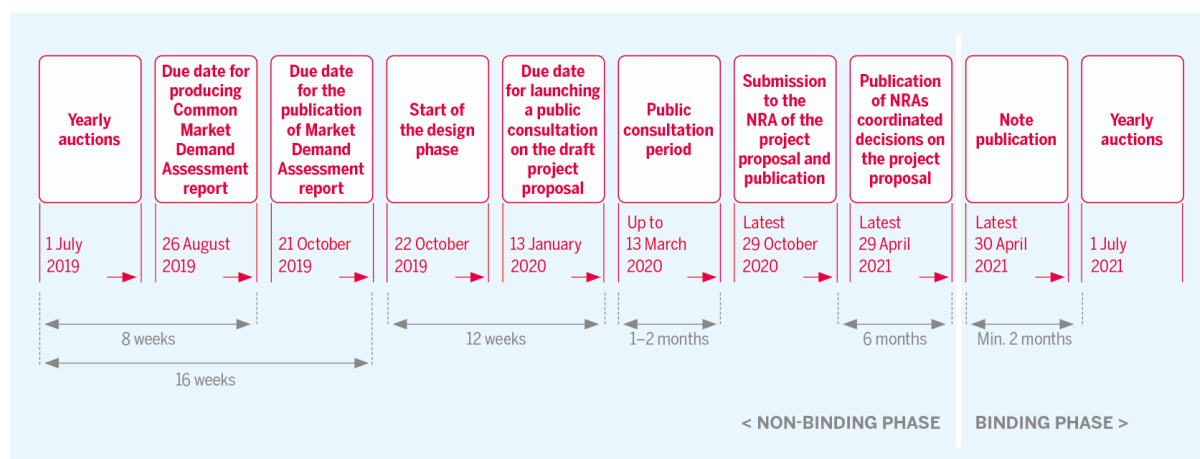 Yearly
auctions
Due date for
producing
Common
Market
Demand
Assessment
report
Due date
for the
publication
of Market
Demand
Assessment
report
Start of
the design
phase
Due date
for launching
a public
consultation
on the draft
project
proposal
Public
consultation
period
Submission
to the
NRA of the
project
proposal and
publication
Publication
of NRAs
coordinated
decisions on
the project
proposal
Note
publication
Yearly
auctions
1 July
2019
26 August
2019
21 October
2019
22 October
2019
13 January
2020
Up to
13 March
2020
Latest
29 October
2020
Latest
29 April
2021
Latest
30 April
2021
1 July
2021
8 weeks
12 weeks
1–2 months
6 months
Min. 2 months
16 weeks
< NON-BINDING PHASE
BINDING PHASE >